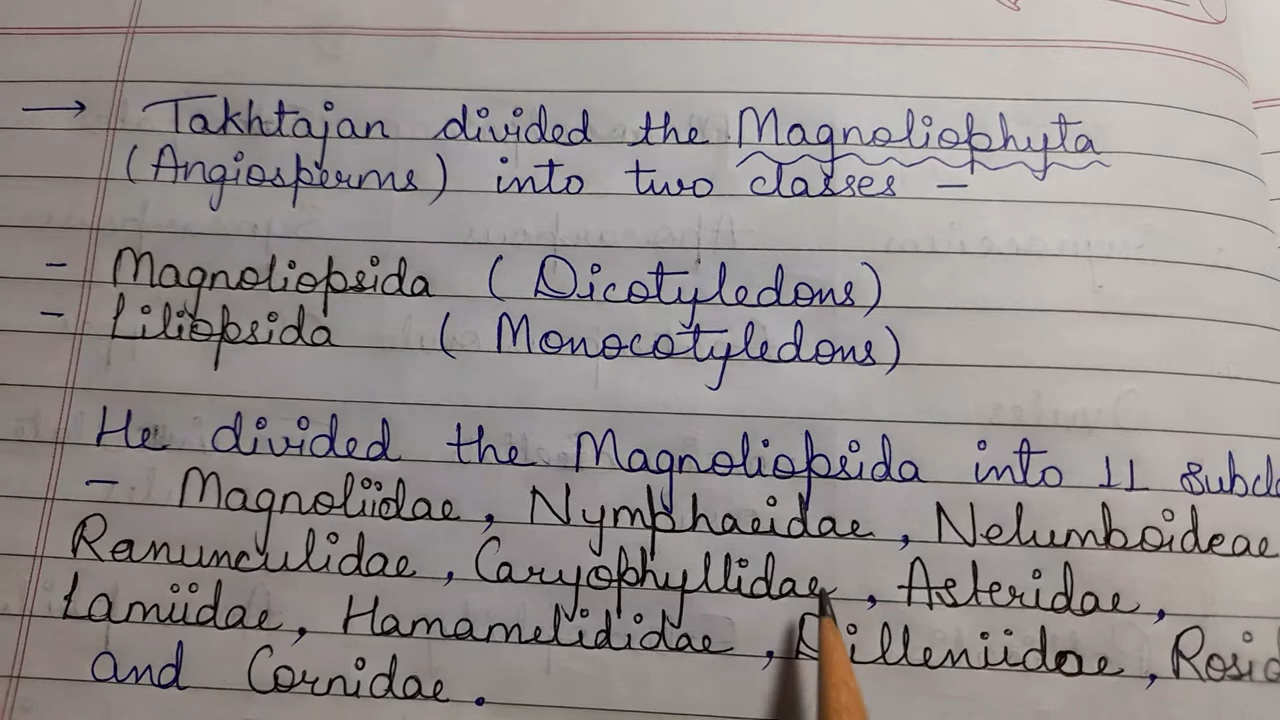 → Takhtajan divided the Magnoliophyta
(Angiosperms) into two classes -
- Magnoliopsida ( Dicotyledons)
- Liliopsida ( Monocotyledons)
He divided the Magnoliopsida into 11
- Magnoliidae, Nymphaeidae, Nelumboideae
Ranunculidae, Caryophyllidae, Asteridae,
Lamiidae, Hamamelididae, Dilleniidae,
and Cornidae.